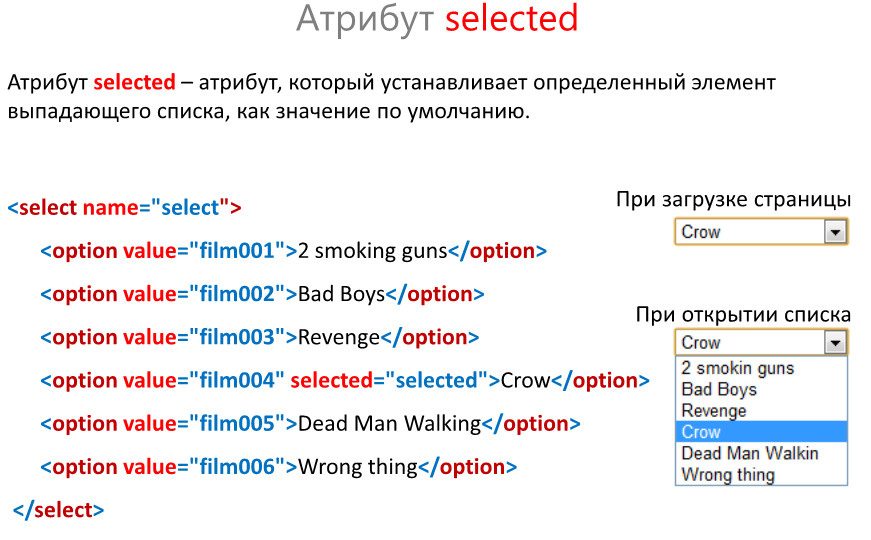 Атрибут selected
Атрибут selected – атрибут, который устанавливает определенный элемент
выпадающего списка, как значение по умолчанию.
<select name="select">
<option value="film001">2 smoking guns</option>
<option value="film002">Bad Boys</option>
<option value="film003">Revenge</option>
<option value="film004" selected="selected">Crow</option>
<option value="film005">Dead Man Walking</option>
<option value="film006">Wrong thing</option>
</select>
При загрузке страницы
Crow
При открытии списка
Crow
2 smokin guns
Bad Boys
Revenge
Crow
Dead Man Walkin
Wrong thing